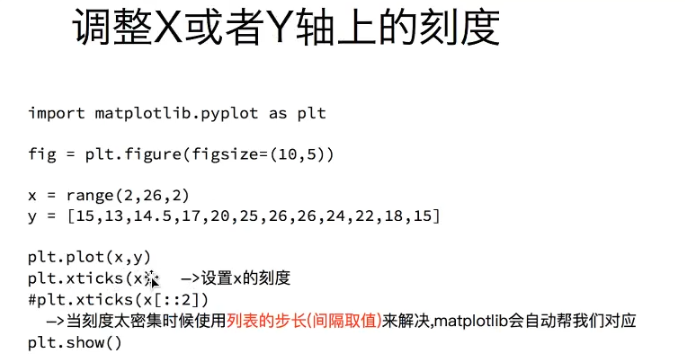 调整X或者Y轴上的刻度
import matplotlib.pyplot as plt
fig = plt.figure(figsize=(10,5))
x = range(2,26,2)
y = [15,13,14.5,17,20,25,26,26,24,22,18,15]
plt.plot(x,y)
plt.xticks(x) —>设置x的刻度
#plt.xticks(x[::2])
—>当刻度太密集时候使用列表的步长(间隔取值)来解决,matplotlib会自动帮我们对应
plt.show()